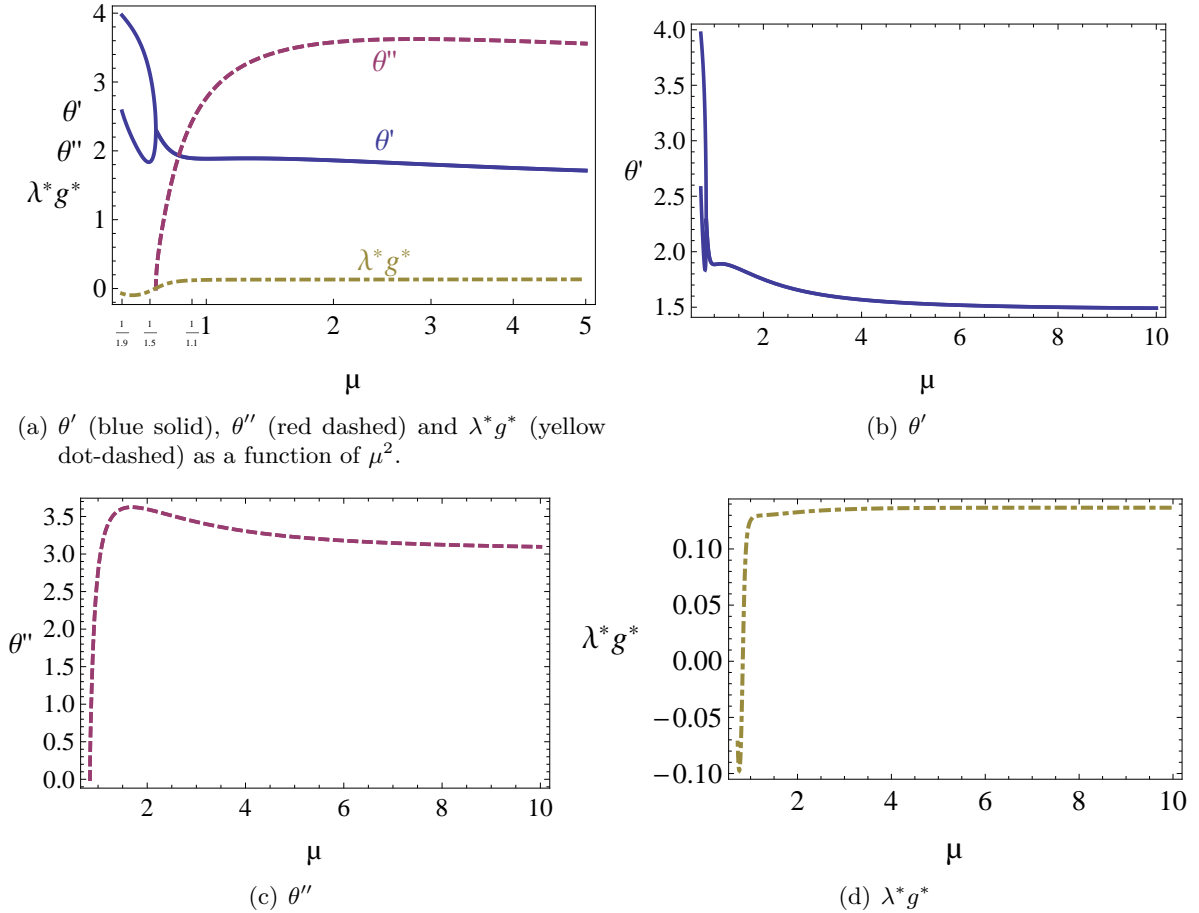 4
3
2
1
0
θ'
θ''
λ*g*
θ''
θ'
λ*g*
1/1.9
1/1.5
1/1.1
1
2
3
4
5
μ
(a) θ′ (blue solid), θ′′ (red dashed) and λ*g* (yellow
dot-dashed) as a function of μ².
4.0
3.5
3.0
2.5
2.0
1.5
θ'
2 4 6 8 10
μ
(b) θ′
3.5
3.0
2.5
2.0
1.5
1.0
0.5
0.0
θ''
2 4 6 8 10
μ
(c) θ′′
0.10
0.05
0.00
−0.05
−0.10
λ*g*
2 4 6 8 10
μ
(d) λ*g*